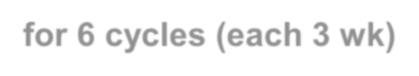 for 6 cycles (each 3 wk)